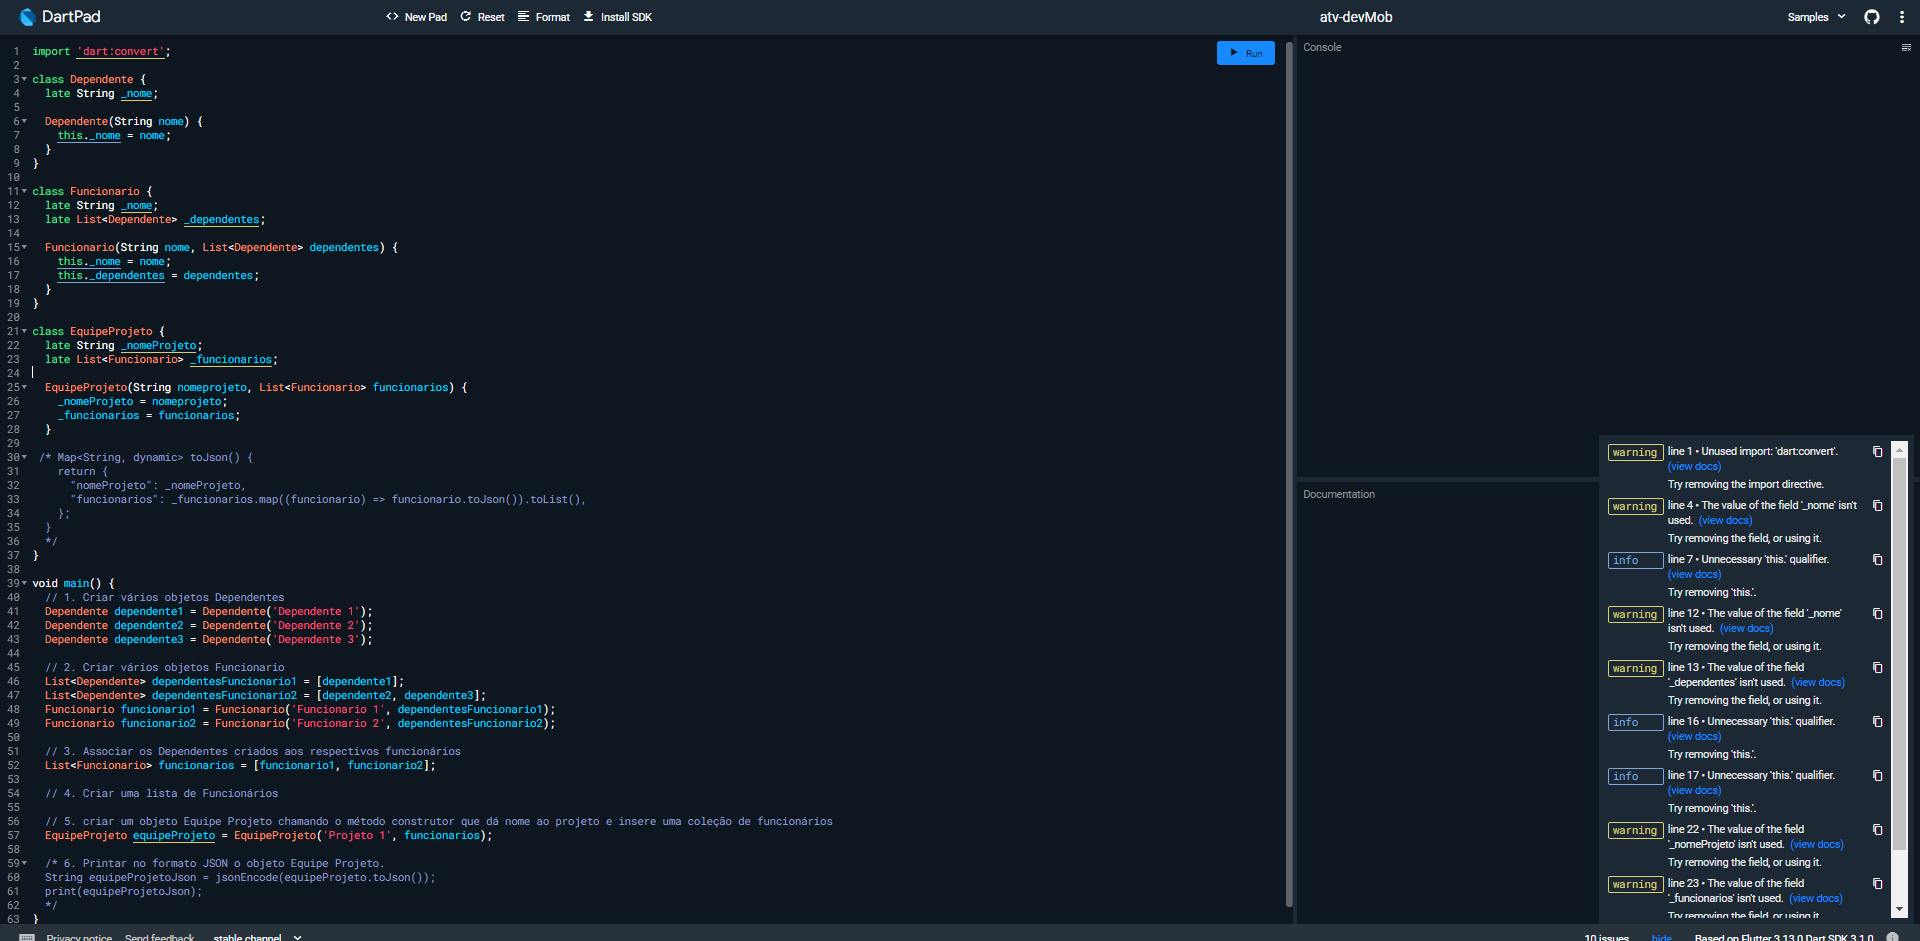 DartPad
<> New Pad
Reset
Format
Install SDK
atv-devMob
Samples
1 import 'dart:convert';
2
3 class Dependente {
4 late String _nome;
5
6 Dependente(String nome) {
7 this._nome = nome;
8 }
9 }
10
11 class Funcionario {
12 late String _nome;
13 late List<Dependente> _dependentes;
14
15 Funcionario(String nome, List<Dependente> dependentes) {
16 this._nome = nome;
17 this._dependentes = dependentes;
18 }
19 }
20
21 class EquipeProjeto {
22 late String _nomeProjeto;
23 late List<Funcionario> _funcionarios;
24
25 EquipeProjeto(String nomeprojeto, List<Funcionario> funcionarios) {
26 _nomeProjeto = nomeprojeto;
27 _funcionarios = funcionarios;
28 }
29
30 /* Map<String, dynamic> toJson() {
31 return {
32 "nomeProjeto": _nomeProjeto,
33 "funcionarios": _funcionarios.map((funcionario) => funcionario.toJson()).toList(),
34 };
35 }
36 */
37 }
38
39 void main() {
40 // 1. Criar vários objetos Dependentes
41 Dependente dependente1 = Dependente('Dependente 1');
42 Dependente dependente2 = Dependente('Dependente 2');
43 Dependente dependente3 = Dependente('Dependente 3');
44
45 // 2. Criar vários objetos Funcionario
46 List<Dependente> dependentesFuncionario1 = [dependente1];
47 List<Dependente> dependentesFuncionario2 = [dependente2, dependente3];
48 Funcionario funcionario1 = Funcionario('Funcionario 1', dependentesFuncionario1);
49 Funcionario funcionario2 = Funcionario('Funcionario 2', dependentesFuncionario2);
50
51 // 3. Associar os Dependentes criados aos respectivos funcionários
52 List<Funcionario> funcionarios = [funcionario1, funcionario2];
53
54 // 4. Criar uma lista de Funcionários
55
56 // 5. criar um objeto Equipe Projeto chamando o método construtor que dá nome ao projeto e insere uma coleção de funcionários
57 EquipeProjeto equipeProjeto = EquipeProjeto('Projeto 1', funcionarios);
58
59 /* 6. Printar no formato JSON o objeto Equipe Projeto.
60 String equipeProjetoJson = jsonEncode(equipeProjeto.toJson());
61 print(equipeProjetoJson);
62 */
63 }
Run
Console
Documentation
warning line 1 • Unused import: 'dart:convert'.
(view docs)
Try removing the import directive.
warning line 4 • The value of the field '_nome' isn't
used. (view docs)
Try removing the field, or using it.
info line 7 • Unnecessary 'this.' qualifier.
(view docs)
Try removing 'this.'.
warning line 12 • The value of the field '_nome'
isn't used. (view docs)
Try removing the field, or using it.
warning line 13 • The value of the field
'_dependentes' isn't used. (view docs)
Try removing the field, or using it.
info line 16 • Unnecessary 'this.' qualifier.
(view docs)
Try removing 'this.'.
info line 17 • Unnecessary 'this.' qualifier.
(view docs)
Try removing 'this.'.
warning line 22 • The value of the field
'_nomeProjeto' isn't used. (view docs)
Try removing the field, or using it.
warning line 23 • The value of the field
'_funcionarios' isn't used. (view docs)
Try removing the field, or using it.
Privacy notice Send feedback stable channel
10 issues hide Based on Flutter 3.13.0 Dart SDK 3.1.0